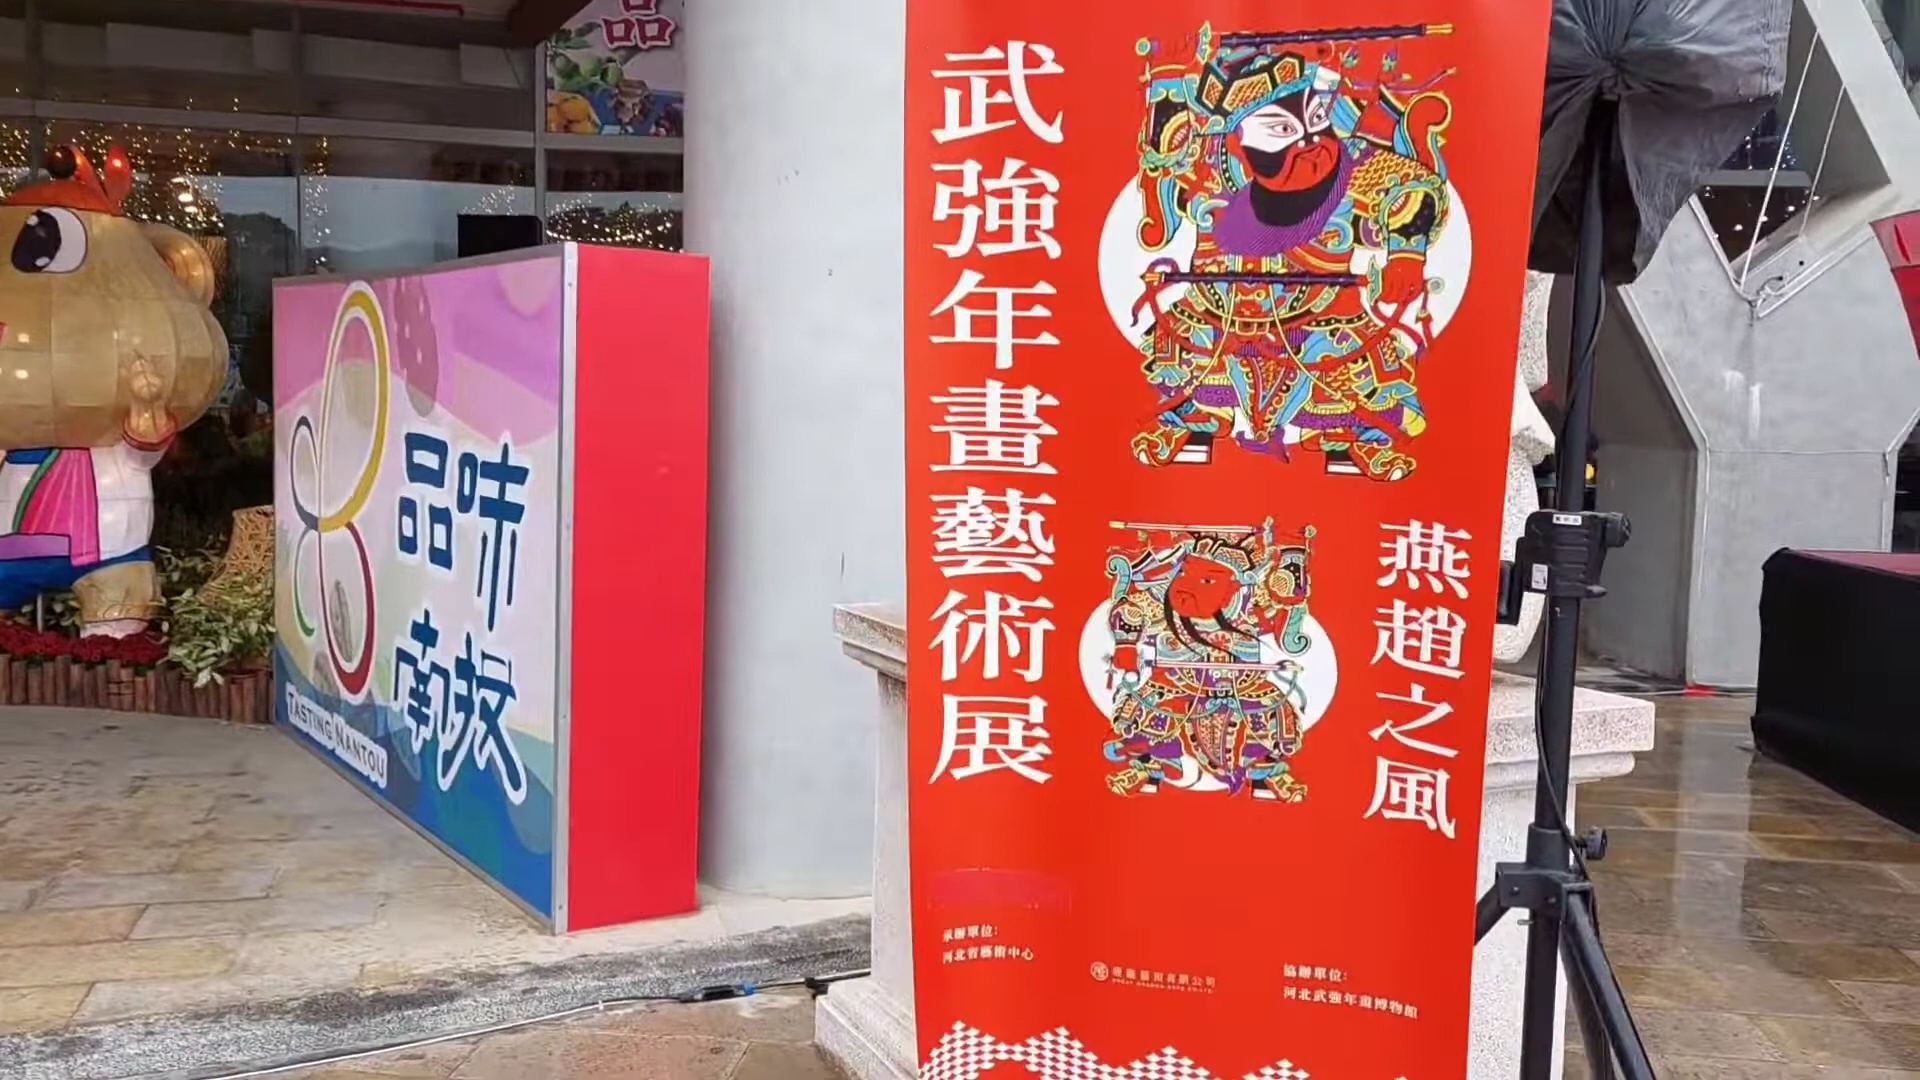 品
品味
南投
TASTING NANTOU
武強年畫藝術展
燕趙之風
承辦單位:
河北省藝術中心
協辦單位:
河北武強年畫博物館